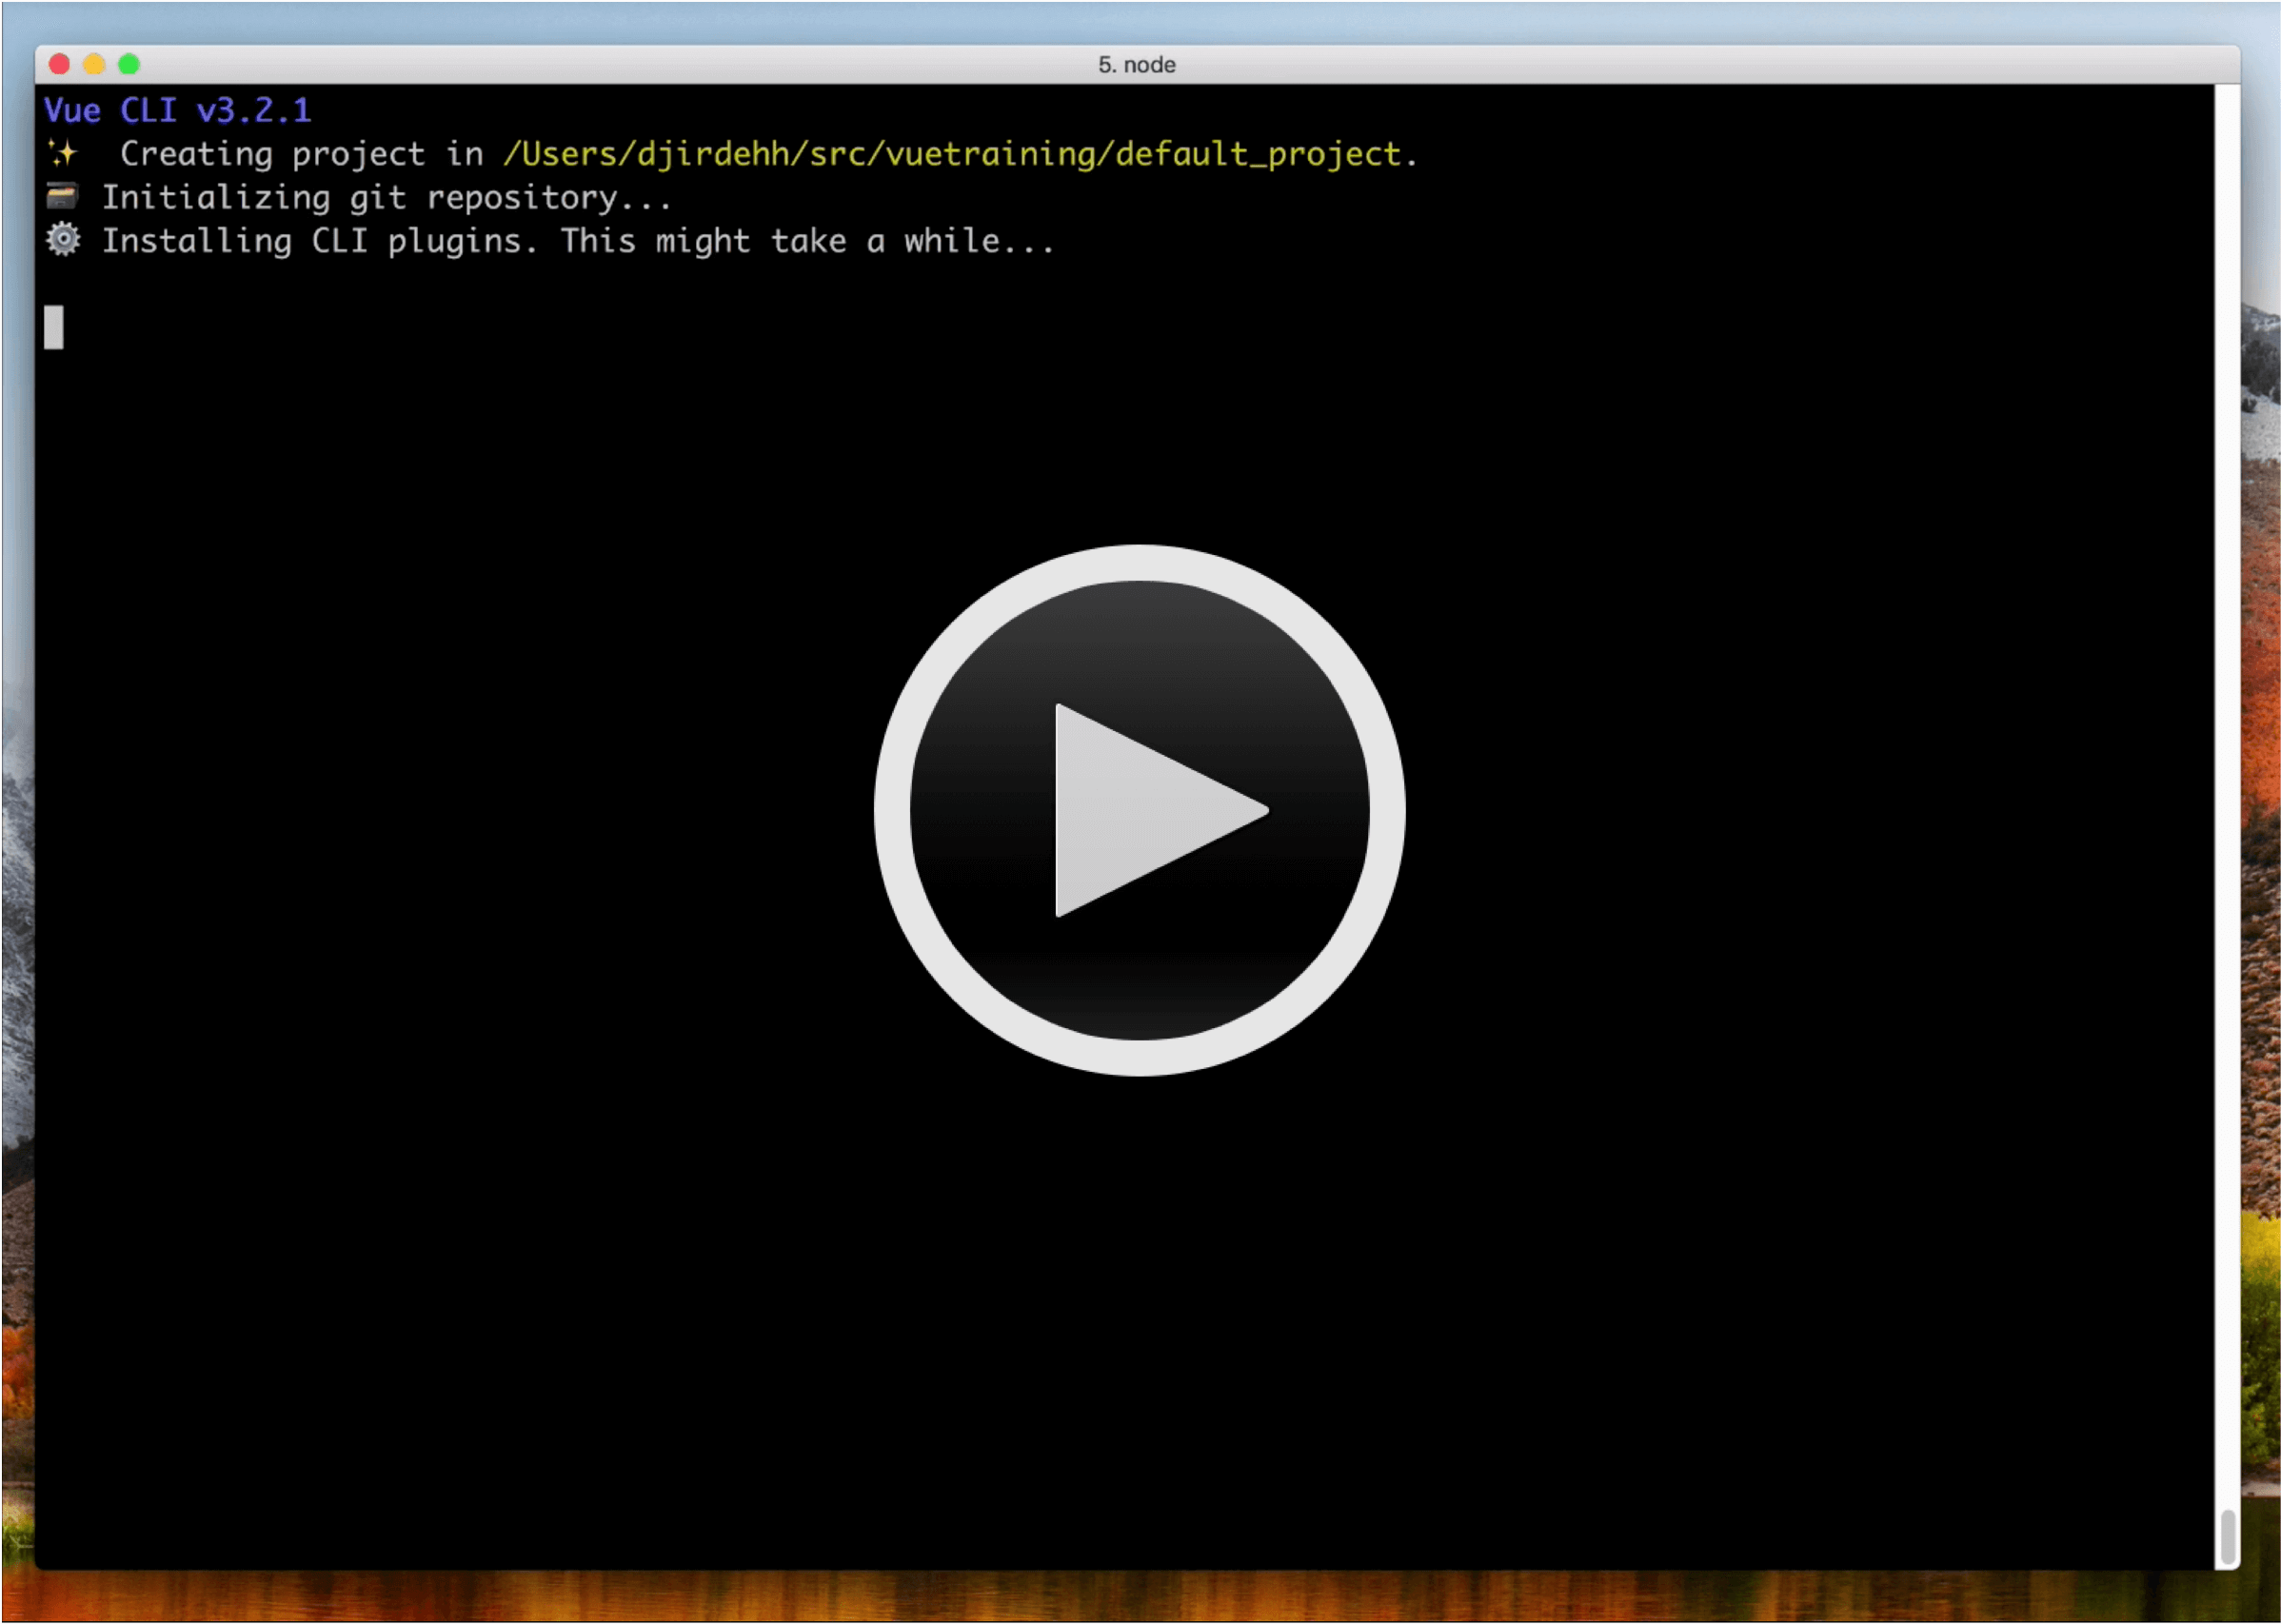 5. node
Vue CLI v3.2.1
✨  Creating project in /Users/djirdehh/src/vuetraining/default_project.
🗃 Initializing git repository...
⚙ Installing CLI plugins. This might take a while...